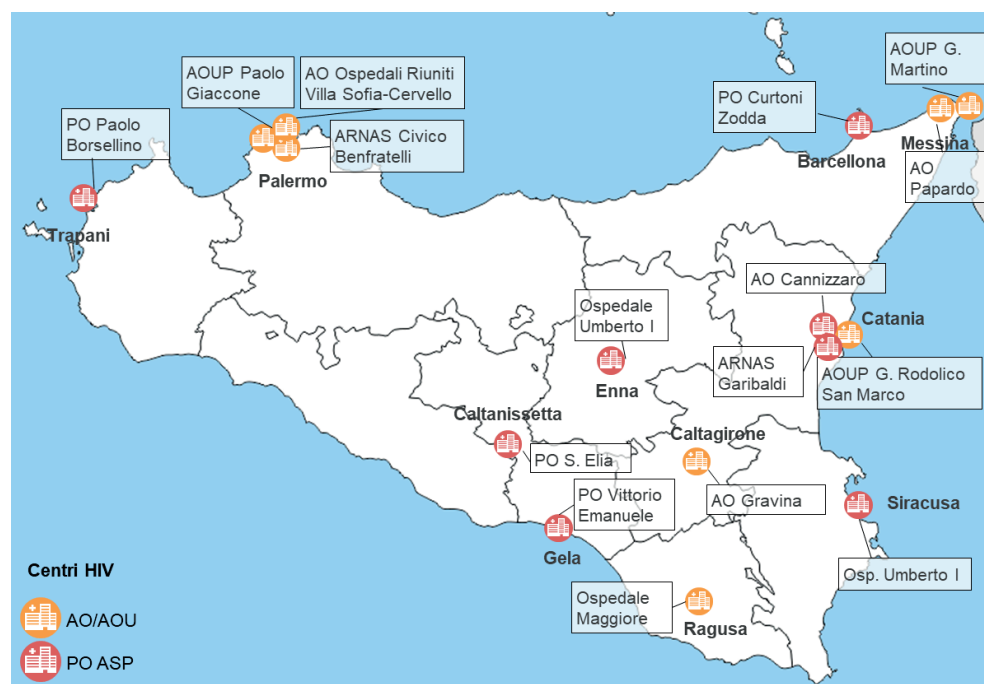 AOUP G.
Martino
AOUP Paolo
Giaccone
AO Ospedali Riuniti
Villa Sofia-Cervello
PO Curtoni
Zodda
PO Paolo
Borsellino
ARNAS Civico
Benfratelli
Messina
Barcellona
Palermo
AO
Papardo
Trapani
AO Cannizzaro
Ospedale
Umberto I
Catania
ARNAS
Garibaldi
AOUP G. Rodolico
San Marco
Enna
Caltanissetta
Caltagirone
PO S. Elia
PO Vittorio
Emanuele
AO Gravina
Siracusa
Gela
Osp. Umberto I
Centri HIV
Ospedale
Maggiore
AO/AOU
Ragusa
PO ASP